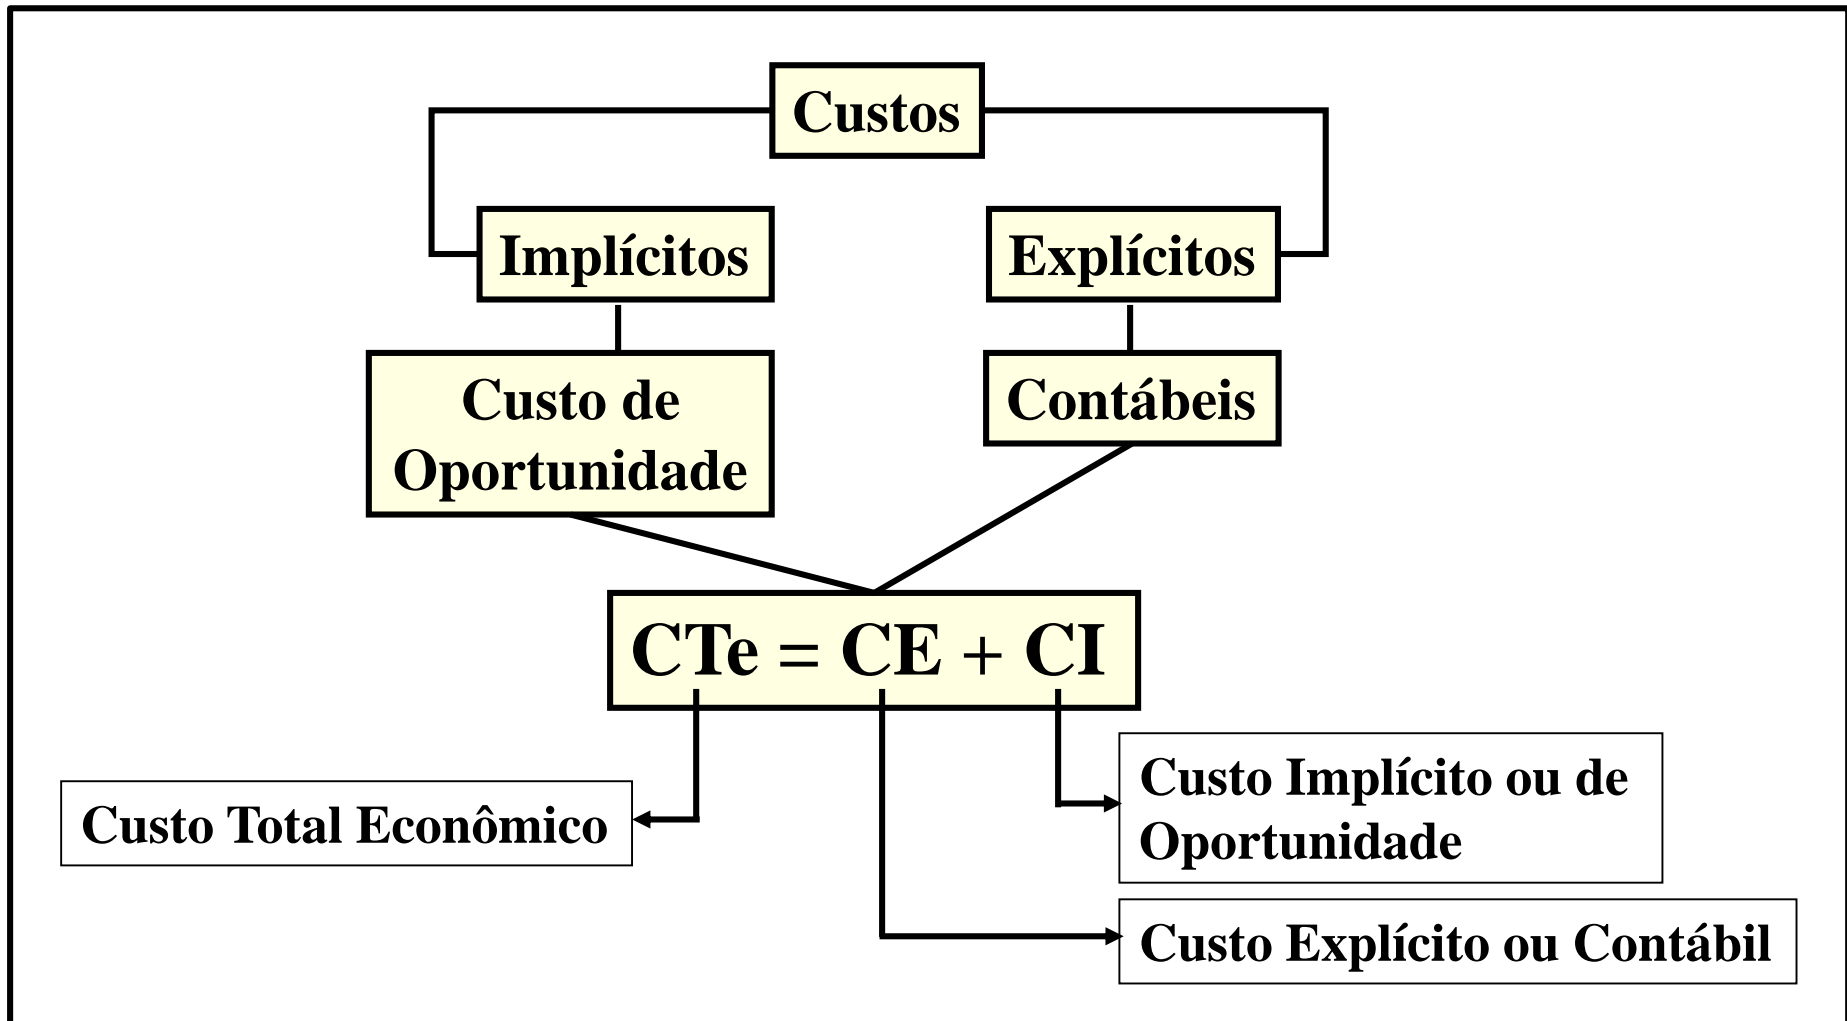 Custos
Implícitos
Explícitos
Custo de
Oportunidade
Contábeis
CTe = CE + CI
Custo Total Econômico
Custo Implícito ou de
Oportunidade
Custo Explícito ou Contábil